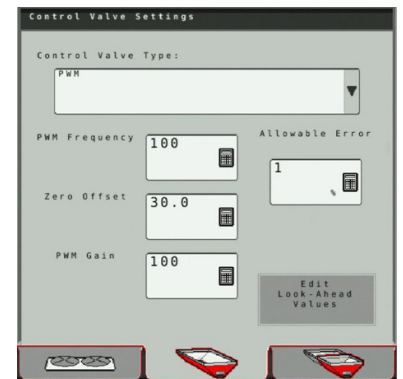 Control Valve Settings
Control Valve Type:
PWM
PWM Frequency
100
Allowable Error
1
%
Zero Offset
30.0
PWM Gain
100
Edit
Look-Ahead
Values